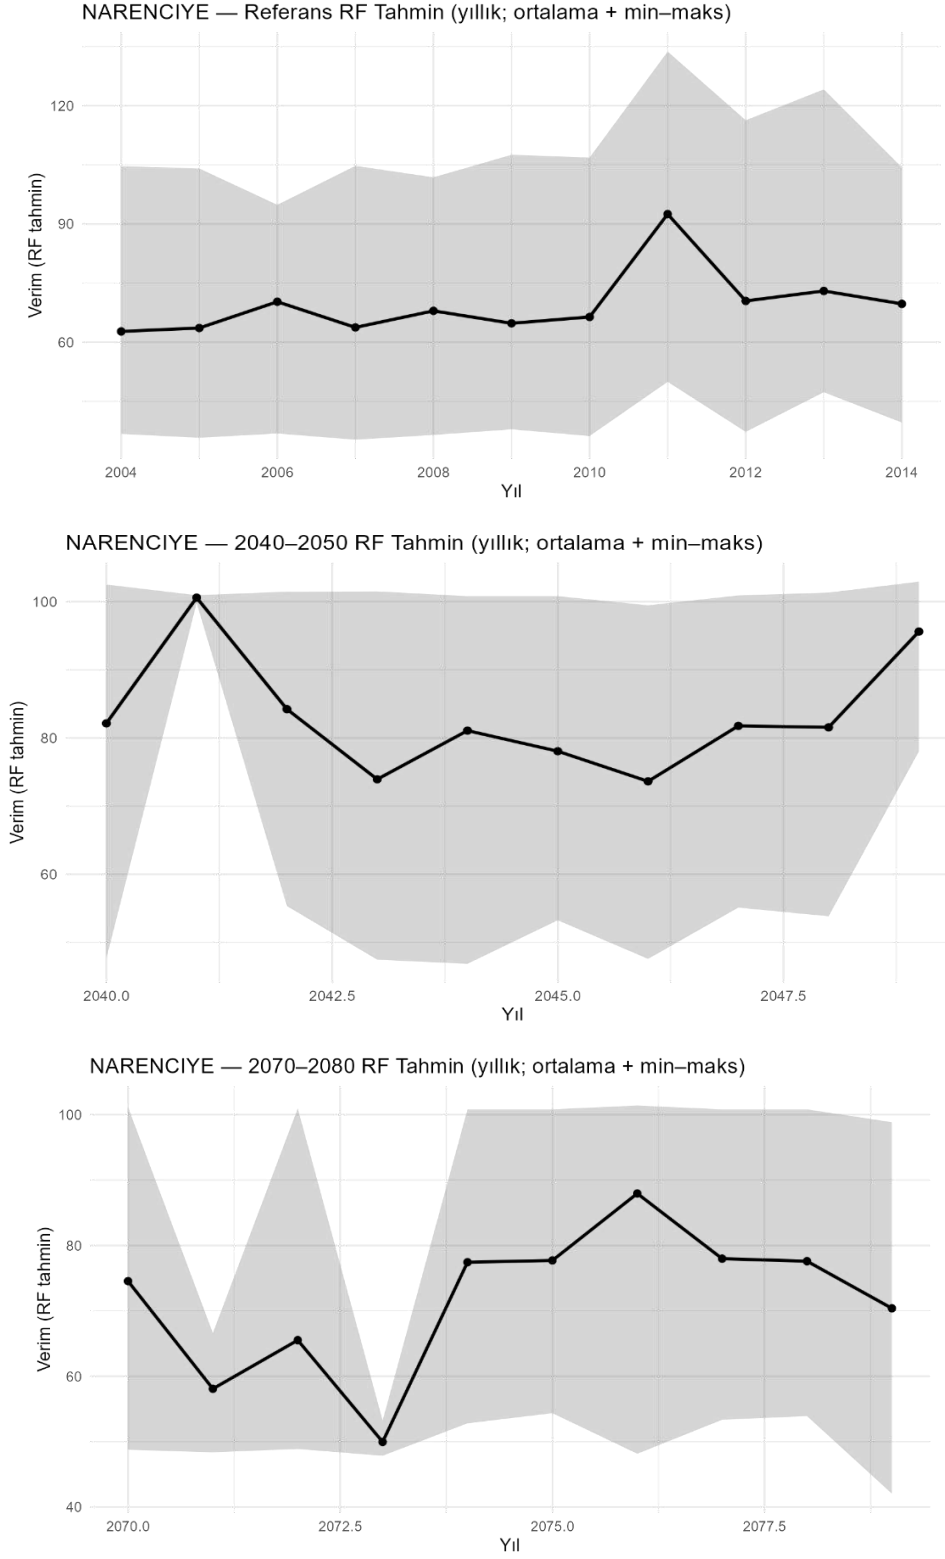 NARENCIYE — Referans RF Tahmin (yıllık; ortalama + min–maks)
120
90
60
Verim (RF tahmin)
2004 2006 2008 2010 2012 2014
Yıl
NARENCIYE — 2040–2050 RF Tahmin (yıllık; ortalama + min–maks)
100
80
60
Verim (RF tahmin)
2040.0 2042.5 2045.0 2047.5
Yıl
NARENCIYE — 2070–2080 RF Tahmin (yıllık; ortalama + min–maks)
100
80
60
40
Verim (RF tahmin)
2070.0 2072.5 2075.0 2077.5
Yıl